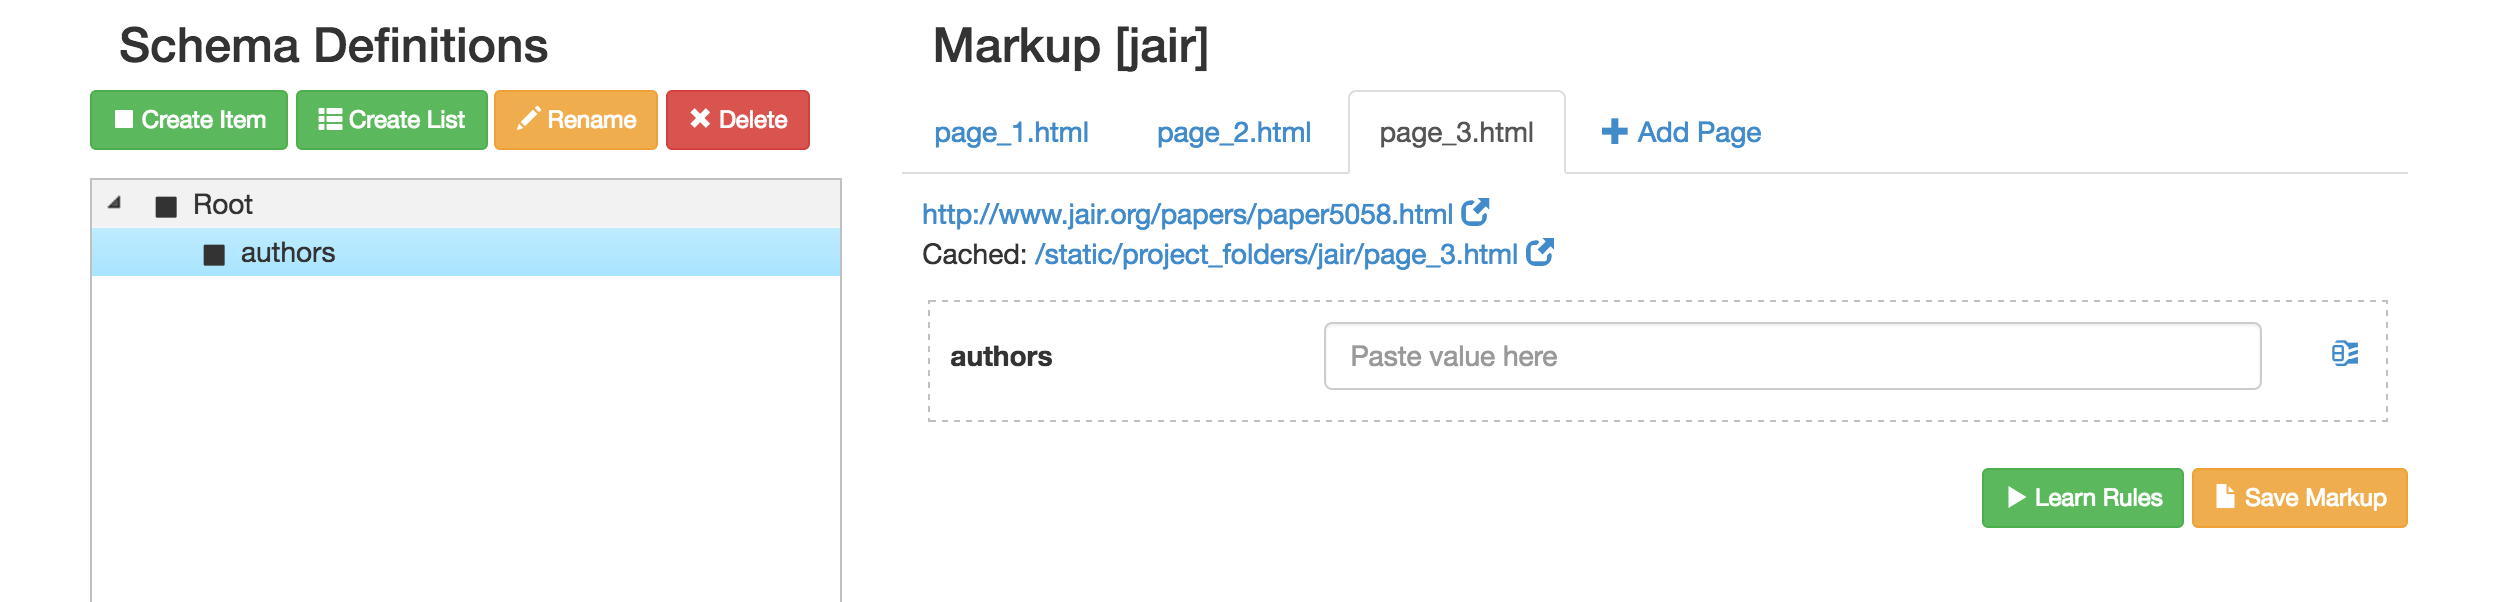 Schema Definitions
Create Item Create List Rename Delete
Root
authors
Markup [jair]
page_1.html page_2.html page_3.html Add Page
http://www.jair.org/papers/paper5058.html
Cached: /static/project_folders/jair/page_3.html
authors Paste value here
Learn Rules Save Markup